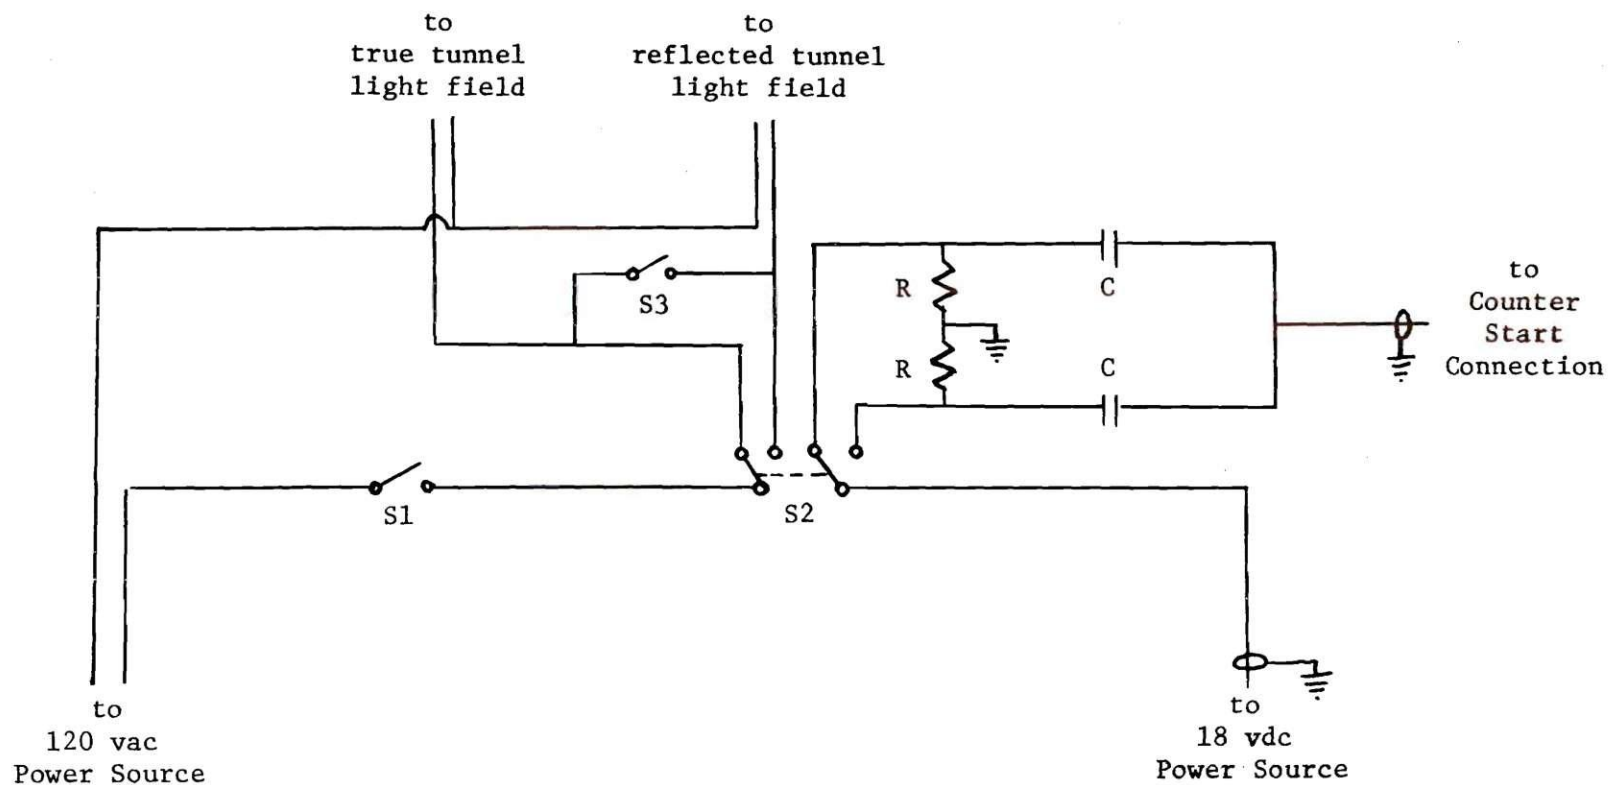 to
true tunnel
light field
to
reflected tunnel
light field
S3
R
C
R
C
to
Counter
Start
Connection
S1
S2
to
120 vac
Power Source
to
18 vdc
Power Source